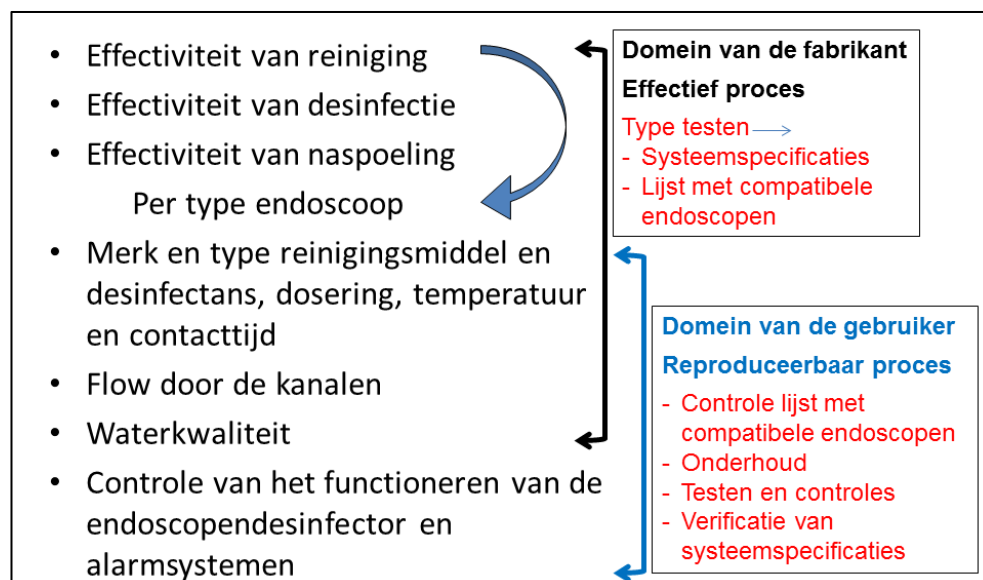 • Effectiviteit van reiniging
• Effectiviteit van desinfectie
• Effectiviteit van naspoeling
Per type endoscoop
• Merk en type reinigingsmiddel en
desinfectans, dosering, temperatuur
en contacttijd
• Flow door de kanalen
• Waterkwaliteit
• Controle van het functioneren van de
endoscopendesinfector en
alarmsystemen
Domein van de fabrikant
Effectief proces
Type testen
- Systeemspecificaties
- Lijst met compatibele
endoscopen
Domein van de gebruiker
Reproduceerbaar proces
- Controle lijst met
compatibele endoscopen
- Onderhoud
- Testen en controles
- Verificatie van
systeemspecificaties